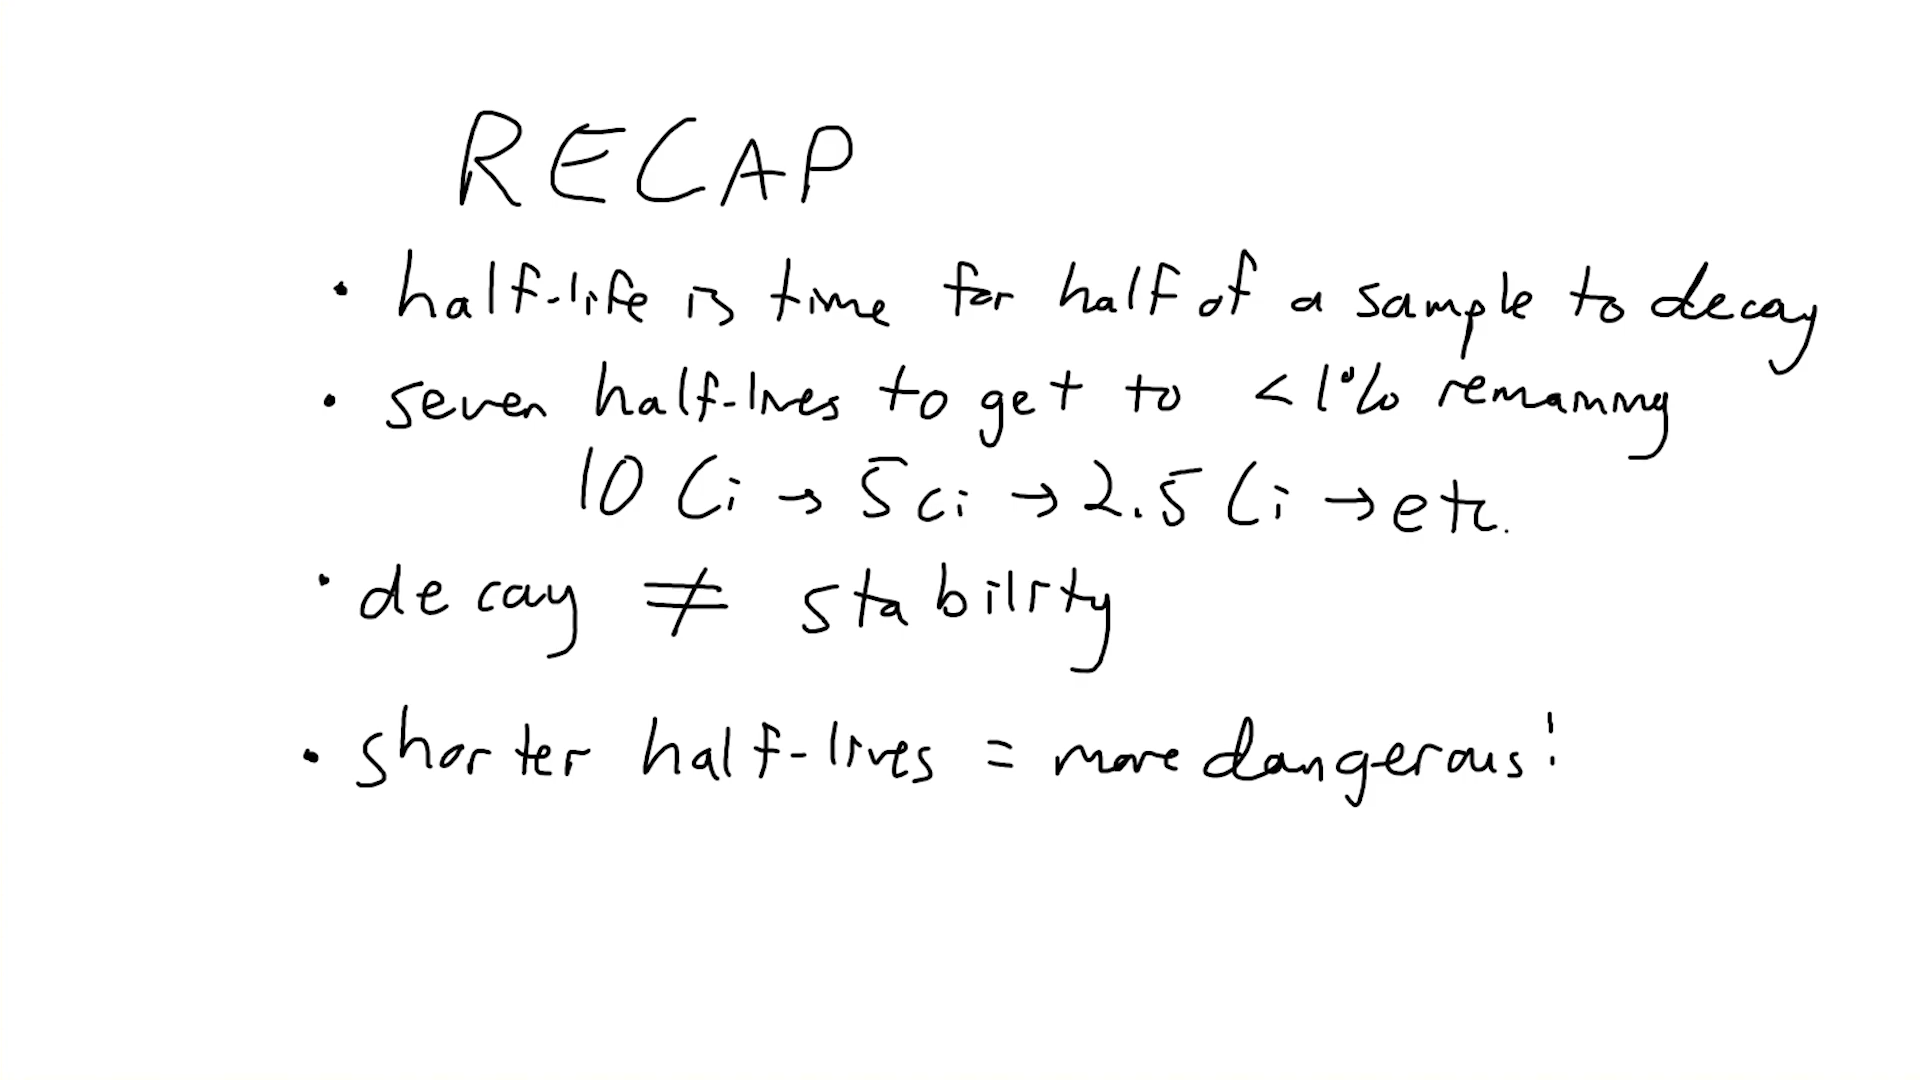 RECAP
• half-life is time for half of a sample to decay
• seven half-lives to get to <1% remaining
10 Ci → 5 Ci → 2.5 Ci → etc.
• decay ≠ stability
• shorter half-lives = more dangerous!